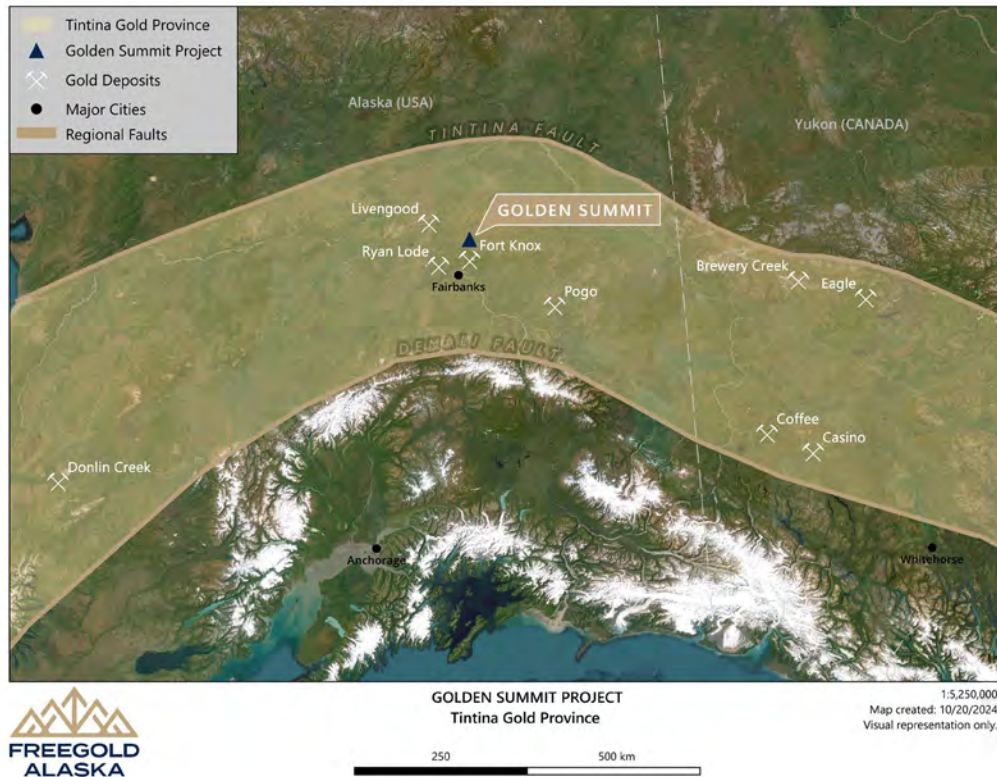 Tintina Gold Province
Golden Summit Project
Gold Deposits
Major Cities
Regional Faults
Alaska (USA)
Yukon (CANADA)
TINTINA FAULT
Livengood
GOLDEN SUMMIT
Fort Knox
Ryan Lode
Fairbanks
Brewery Creek
Eagle
Pogo
DENALI FAULT
Coffee
Casino
Donlin Creek
Anchorage
Whitehorse
FREEGOLD
ALASKA
GOLDEN SUMMIT PROJECT
Tintina Gold Province
250
500 km
1:5,250,000
Map created: 10/20/2024
Visual representation only.